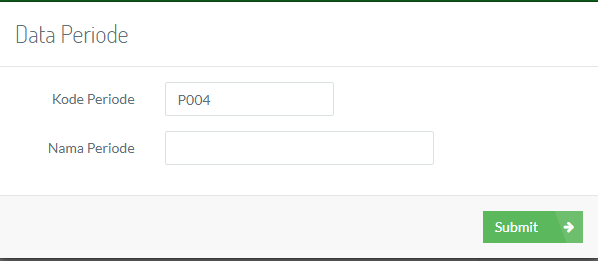 Data Periode
Kode Periode P004
Nama Periode
Submit